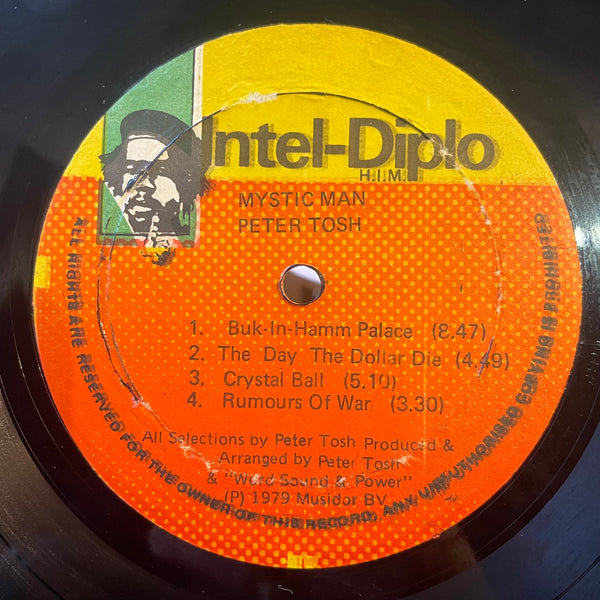 Intel-Diplo
H.I.M.
MYSTIC MAN
PETER TOSH
1. Buk-In-Hamm Palace (8.47)
2. The Day The Dollar Die (4.49)
3. Crystal Ball (5.10)
4. Rumours Of War (3.30)
All Selections by Peter Tosh Produced &
Arranged by Peter Tosh
& "Word Sound & Power"
(P) 1979 Musidor BV
ALL RIGHTS ARE RESERVED FOR THE OWNER OF THIS RECORD, ANY UNAUTHORISED COPYING IS PROHIBITED